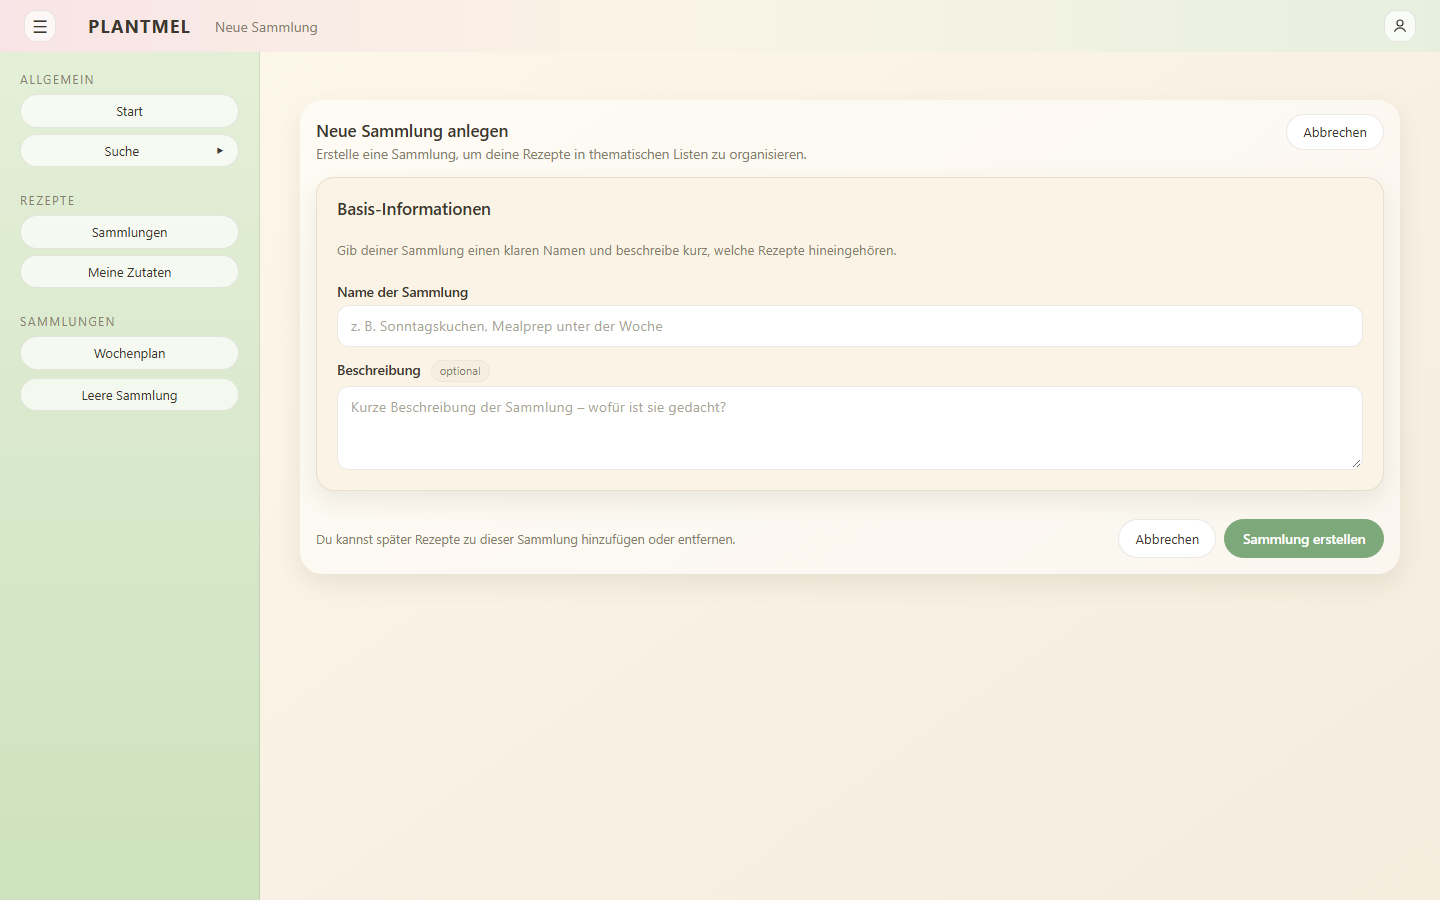 PLANTMEL
Neue Sammlung
ALLGEMEIN
Start
Suche
REZEPTE
Sammlungen
Meine Zutaten
SAMMLUNGEN
Wochenplan
Leere Sammlung
Neue Sammlung anlegen
Erstelle eine Sammlung, um deine Rezepte in thematischen Listen zu organisieren.
Abbrechen
Basis-Informationen
Gib deiner Sammlung einen klaren Namen und beschreibe kurz, welche Rezepte hineingehören.
Name der Sammlung
z. B. Sonntagskuchen, Mealprep unter der Woche
Beschreibung optional
Kurze Beschreibung der Sammlung – wofür ist sie gedacht?
Du kannst später Rezepte zu dieser Sammlung hinzufügen oder entfernen.
Abbrechen
Sammlung erstellen